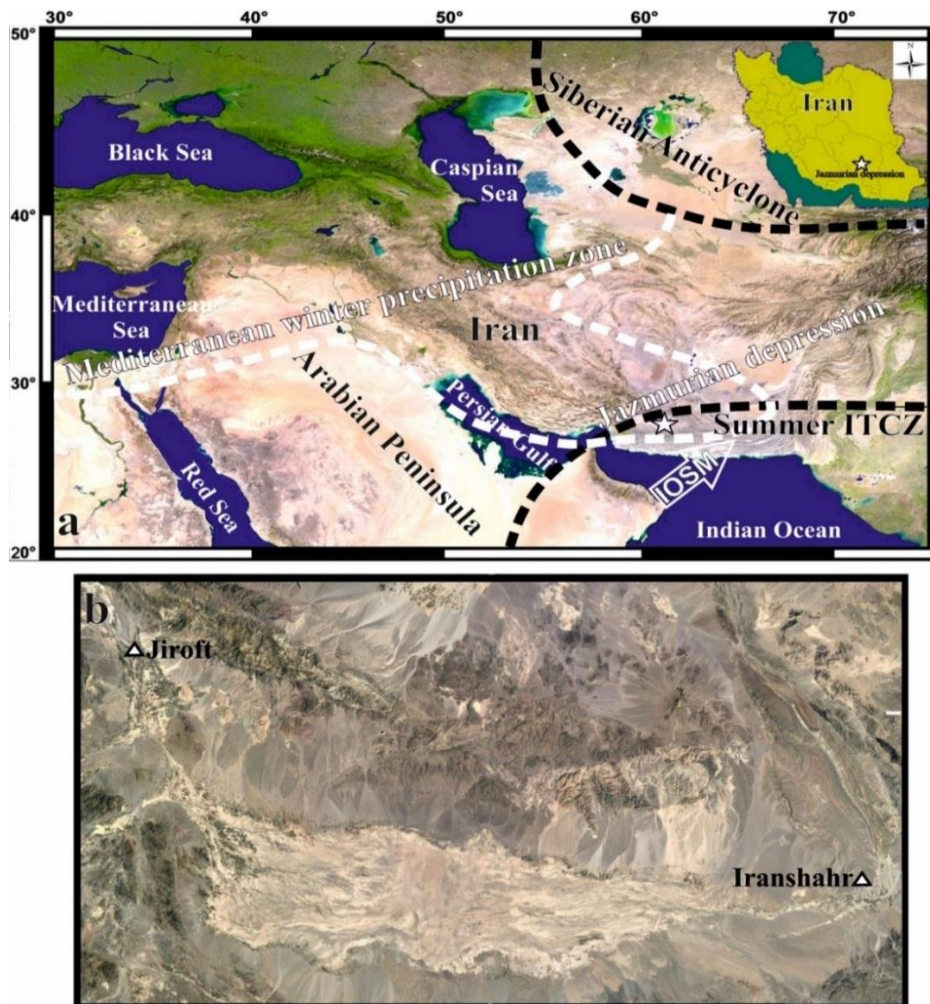 30°
40°
50°
60°
70°
50°
N
Siberian Anticyclone
Iran
Jazmurian depression
Black Sea
Caspian
Sea
40°
Mediterranean winter precipitation zone
Mediterranean
Sea
Iran
Arabian Peninsula
Jazmurian depression
30°
Persian Gulf
Summer ITCZ
Red Sea
IOSM
a
Indian Ocean
20°
b
Jiroft
Iranshahr